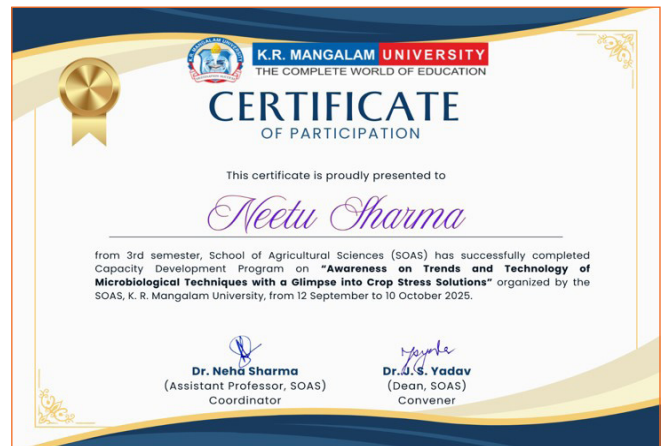 K.R. MANGALAM UNIVERSITY
THE COMPLETE WORLD OF EDUCATION
CERTIFICATE
OF PARTICIPATION
This certificate is proudly presented to
Neetu Sharma
from 3rd semester, School of Agricultural Sciences (SOAS) has successfully completed
Capacity Development Program on "Awareness on Trends and Technology of
Microbiological Techniques with a Glimpse into Crop Stress Solutions" organized by the
SOAS, K. R. Mangalam University, from 12 September to 10 October 2025.
Dr. Neha Sharma
(Assistant Professor, SOAS)
Coordinator
Dr. J. S. Yadav
(Dean, SOAS)
Convener